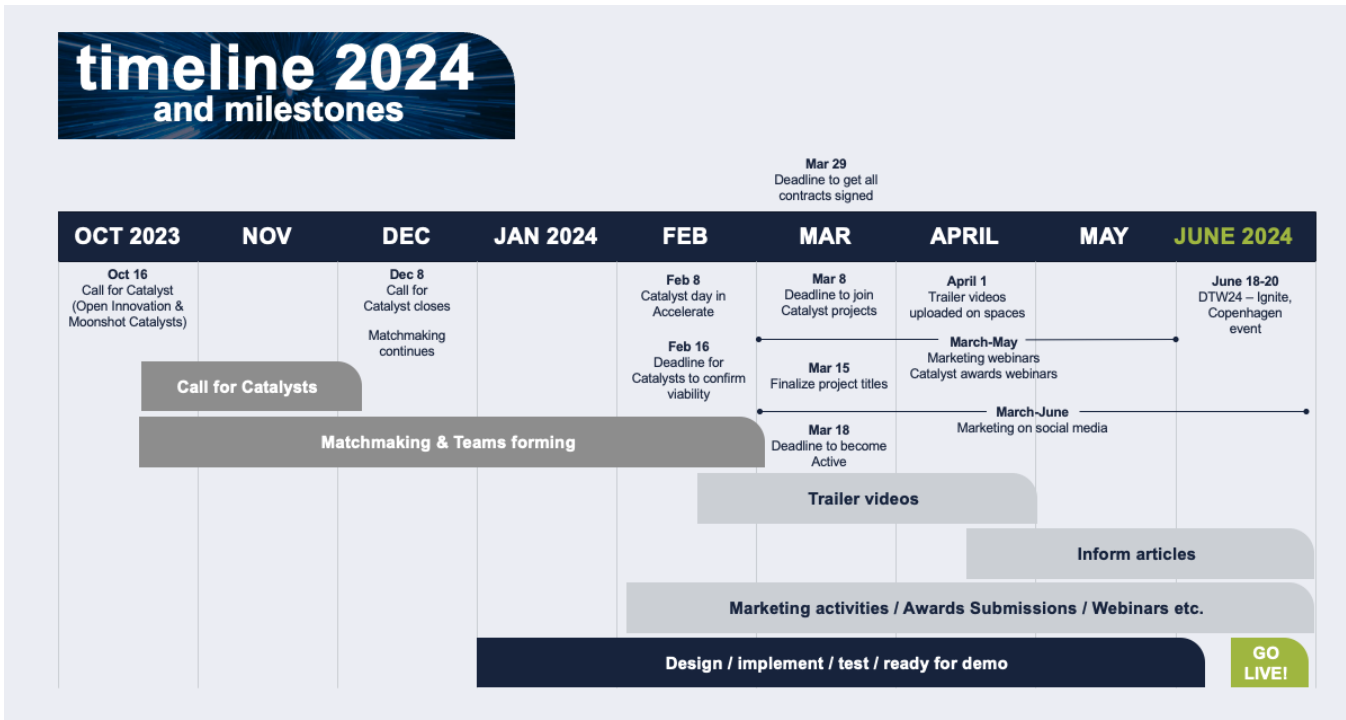 timeline 2024
and milestones
Mar 29
Deadline to get all
contracts signed
OCT 2023
NOV
DEC
JAN 2024
FEB
MAR
APRIL
MAY
JUNE 2024
Oct 16
Call for Catalyst
(Open Innovation &
Moonshot Catalysts)
Dec 8
Call for
Catalyst closes
Matchmaking
continues
Feb 8
Catalyst day in
Accelerate
Feb 16
Deadline for
Catalysts to confirm
viability
Mar 8
Deadline to join
Catalyst projects
Mar 15
Finalize project titles
Mar 18
Deadline to become
Active
April 1
Trailer videos
uploaded on spaces
March-May
Marketing webinars
Catalyst awards webinars
March-June
Marketing on social media
June 18-20
DTW24 – Ignite,
Copenhagen
event
Call for Catalysts
Matchmaking & Teams forming
Trailer videos
Inform articles
Marketing activities / Awards Submissions / Webinars etc.
Design / implement / test / ready for demo
GO
LIVE!